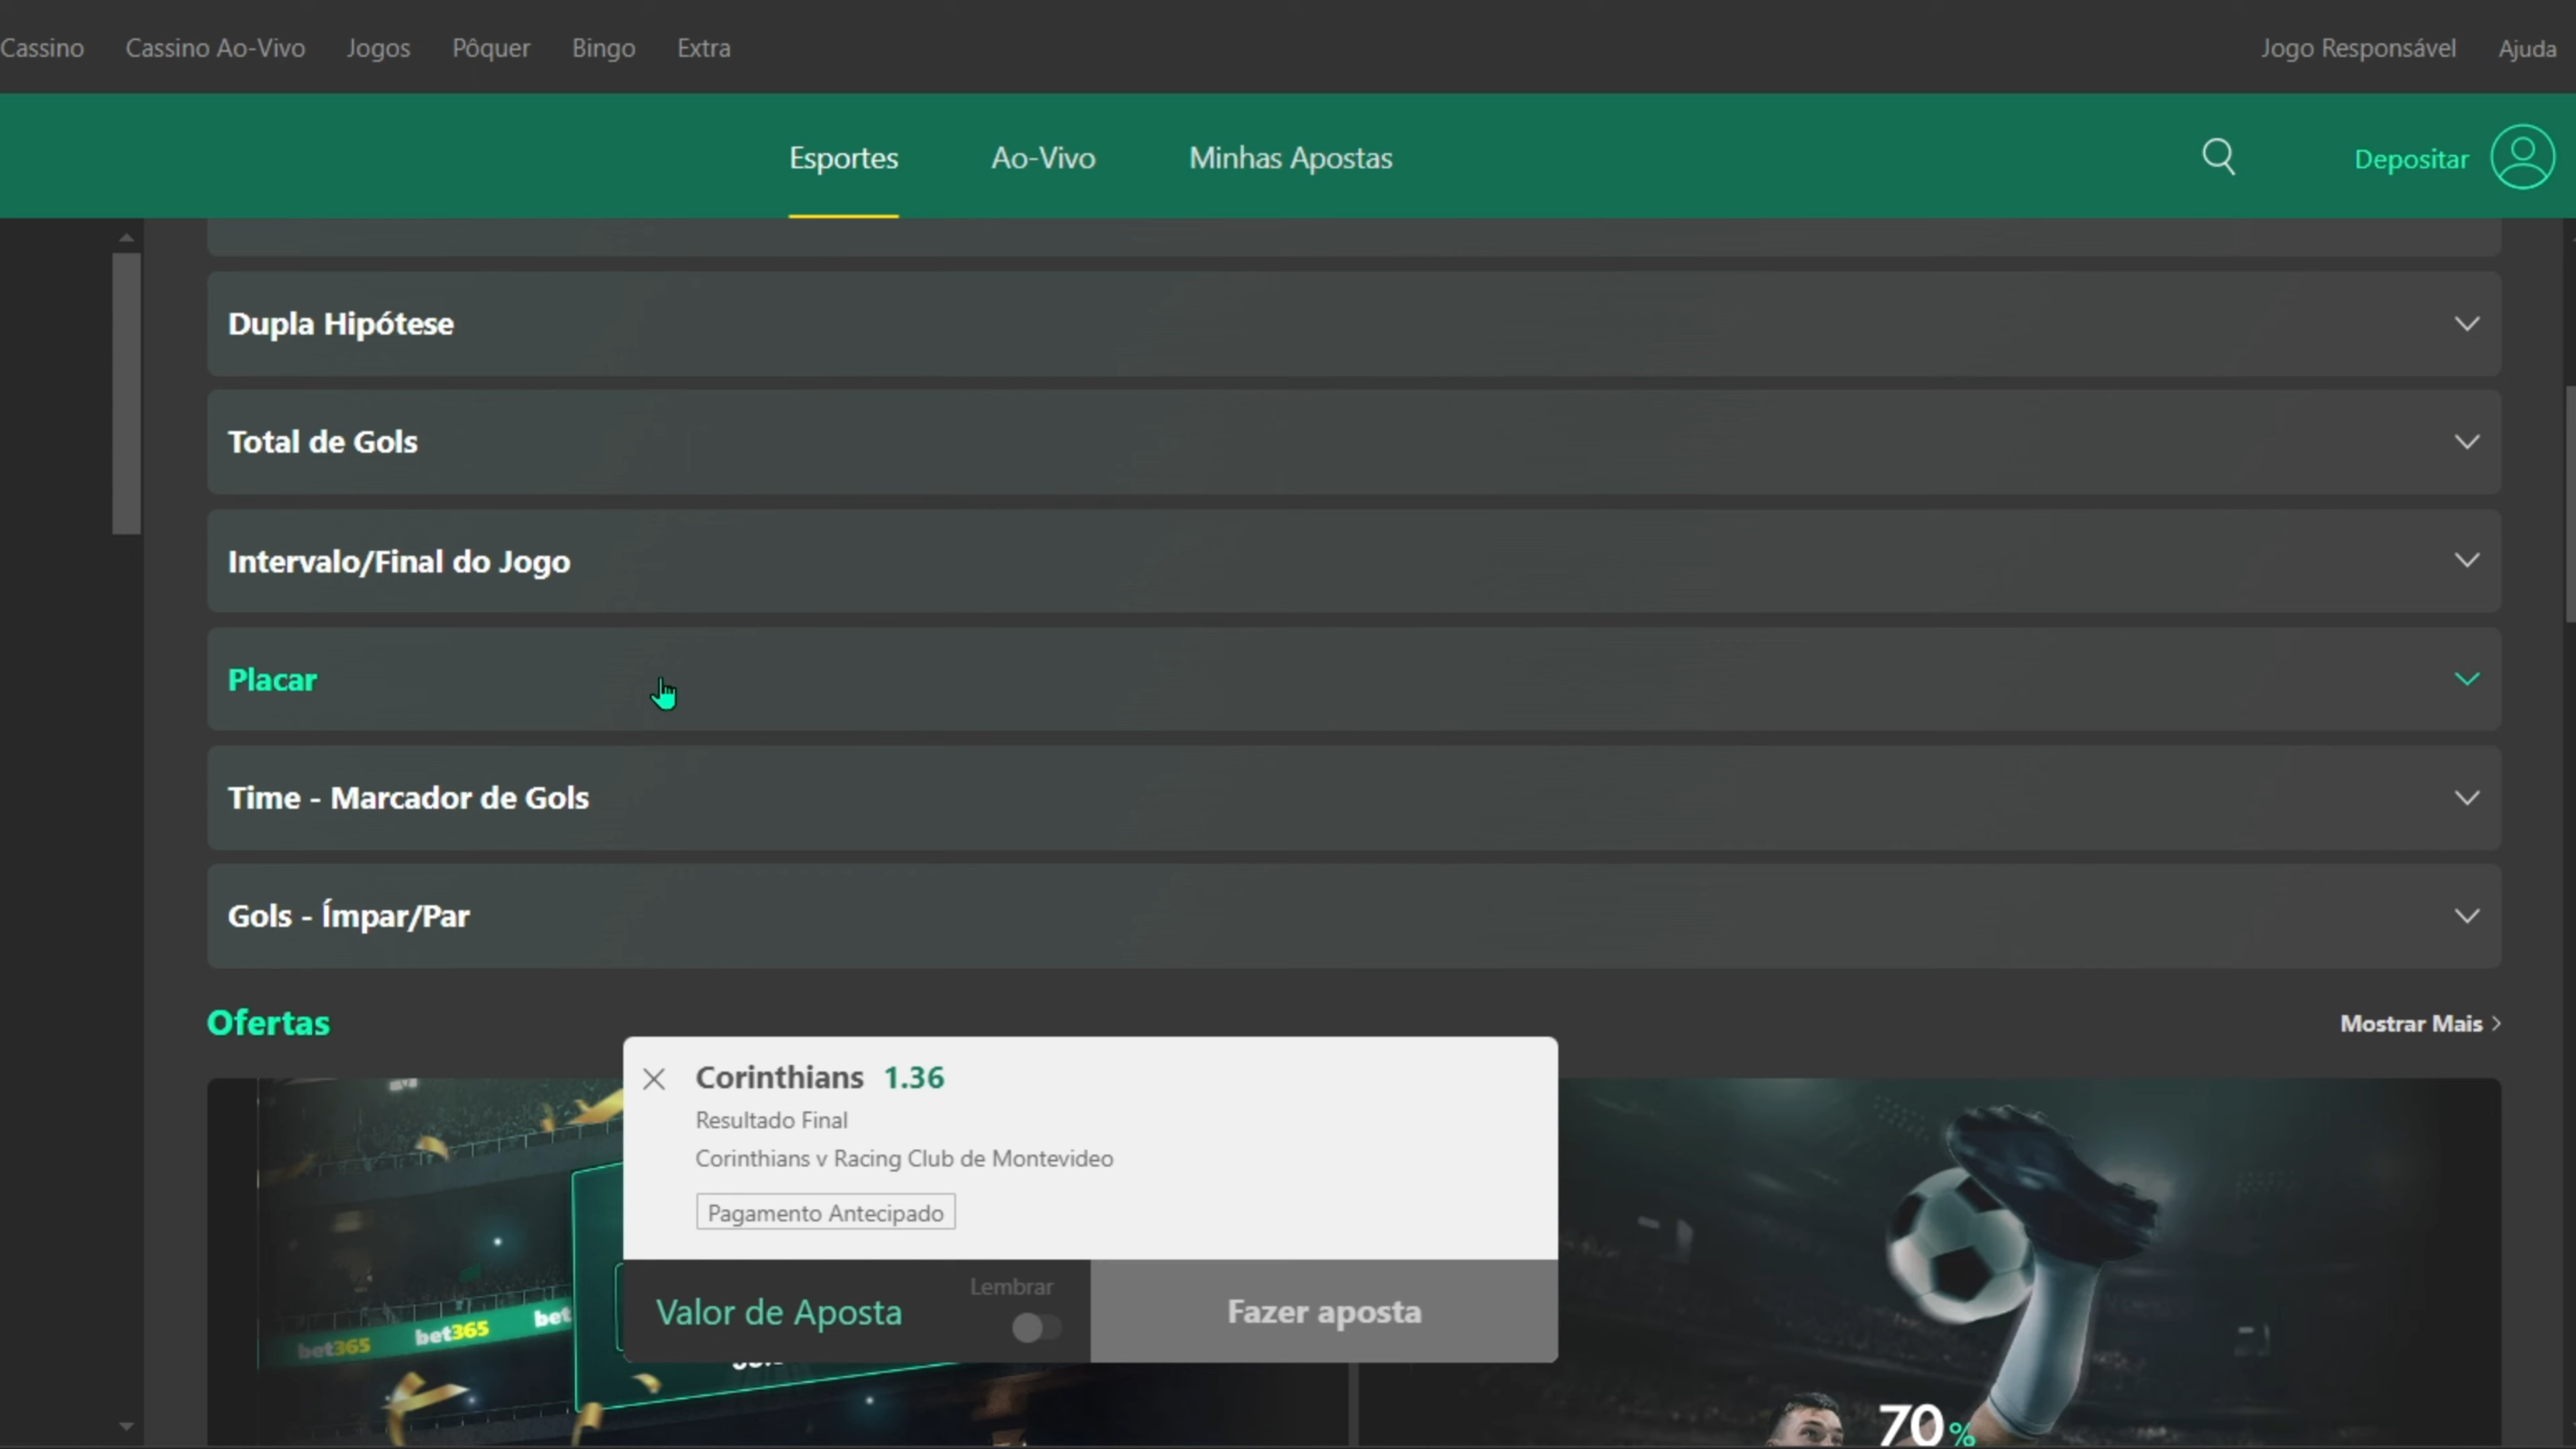 Cassino Cassino Ao-Vivo Jogos Pôquer Bingo Extra Jogo Responsável Ajuda
Esportes Ao-Vivo Minhas Apostas Depositar
Dupla Hipótese
Total de Gols
Intervalo/Final do Jogo
Placar
Time - Marcador de Gols
Gols - Ímpar/Par
Ofertas Mostrar Mais
Corinthians 1.36
Resultado Final
Corinthians v Racing Club de Montevideo
Pagamento Antecipado
Valor de Aposta
Lembrar
Fazer aposta
bet365 bet365 bet
70%